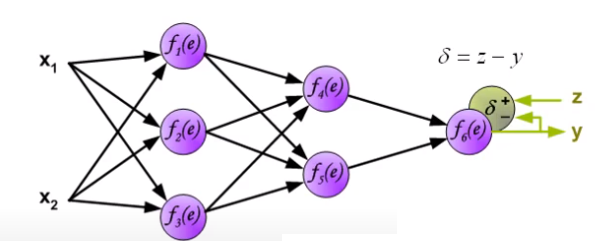 f₁(e)
δ = z − y
x₁
f₄(e)
δ + −
z
f₂(e)
f₆(e)
y
f₅(e)
x₂
f₃(e)